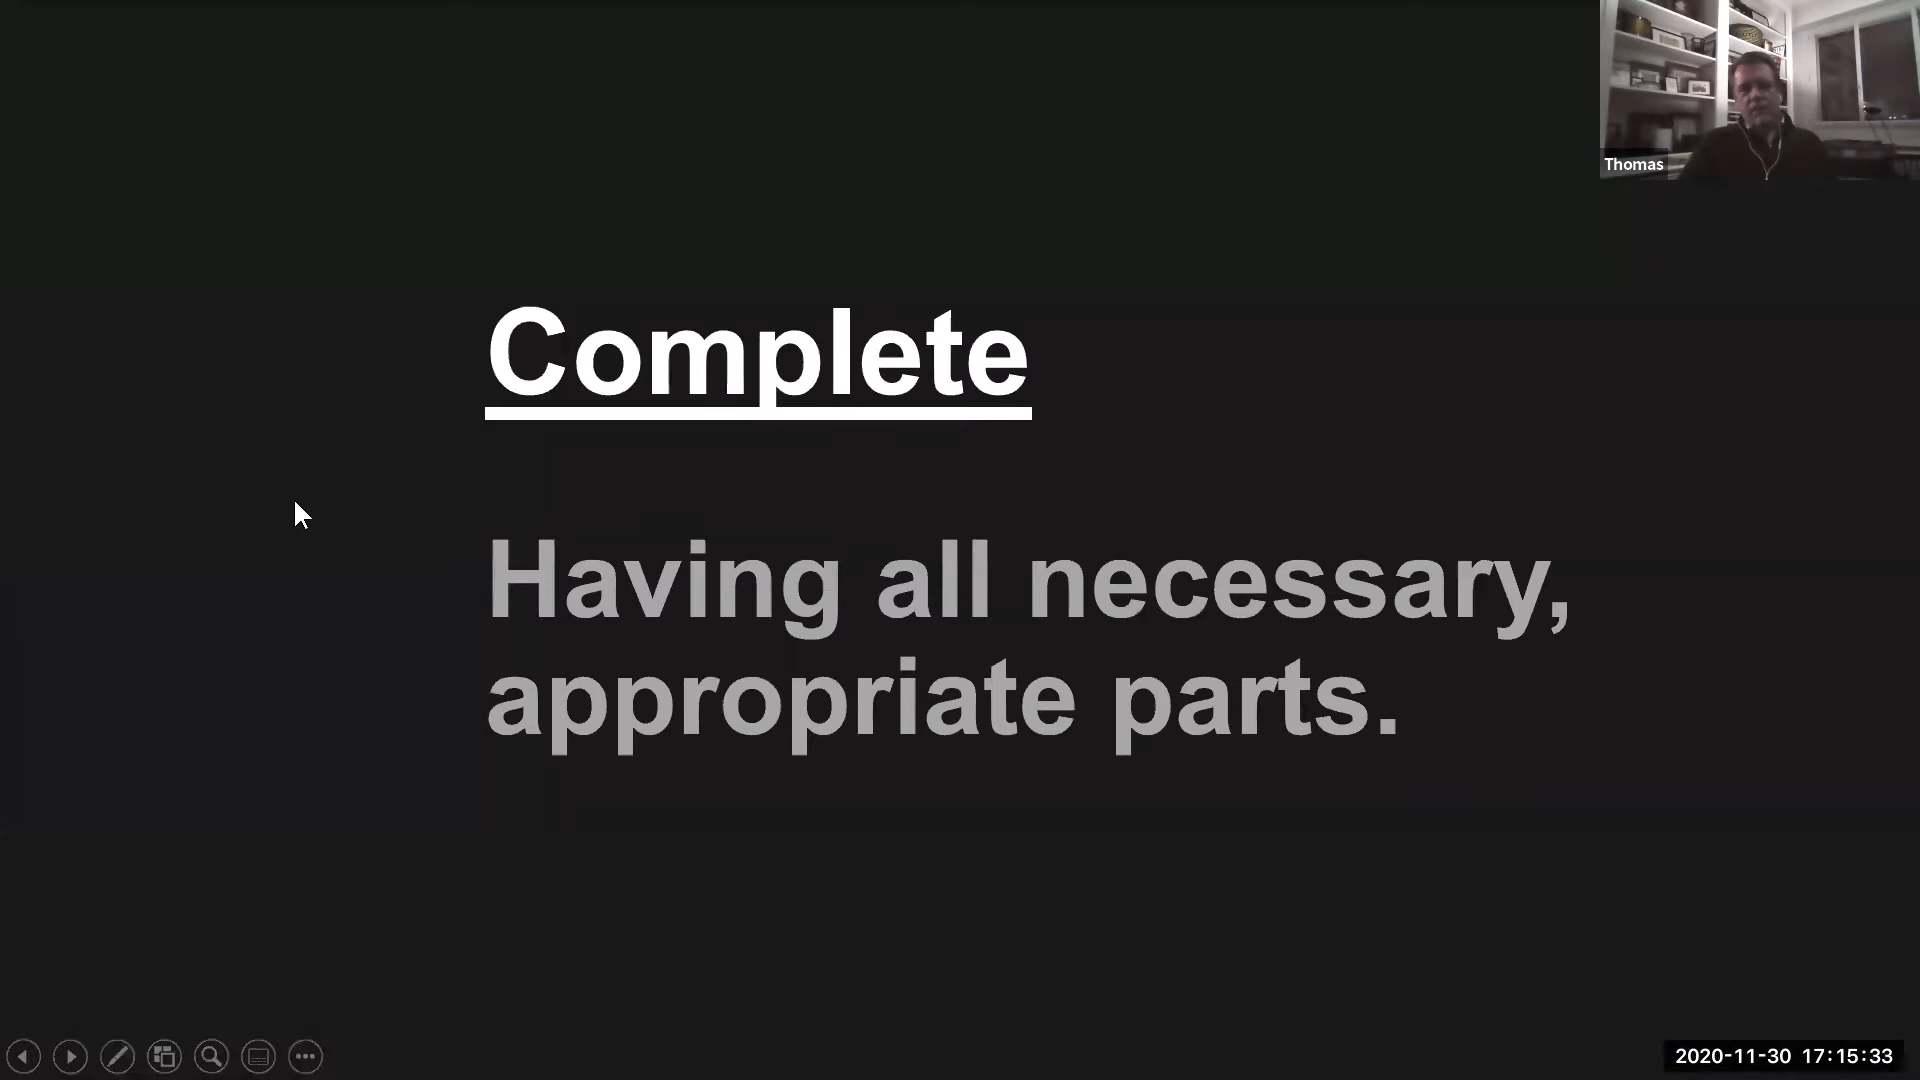 Thomas
Complete
Having all necessary,
appropriate parts.
2020-11-30 17:15:33